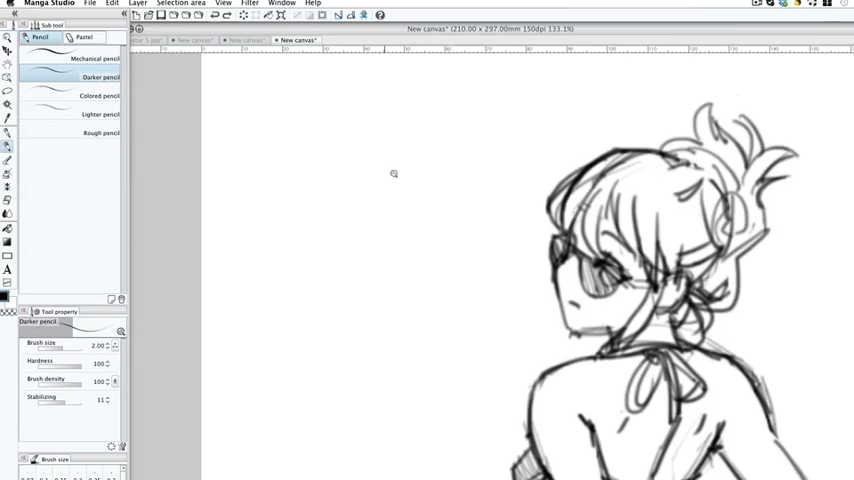 Manga Studio File Edit Layer Selection area View Filter Window Help
New canvas* (210.00 x 297.00mm 150dpi 133.1%)
New canvas* New canvas* New canvas*
Sub tool
Pencil Pastel
Mechanical pencil
Darker pencil
Colored pencil
Lighter pencil
Rough pencil
Tool property
Darker pencil
Brush size 2.00
Hardness 100
Brush density 100
Stabilizing 11
Brush size